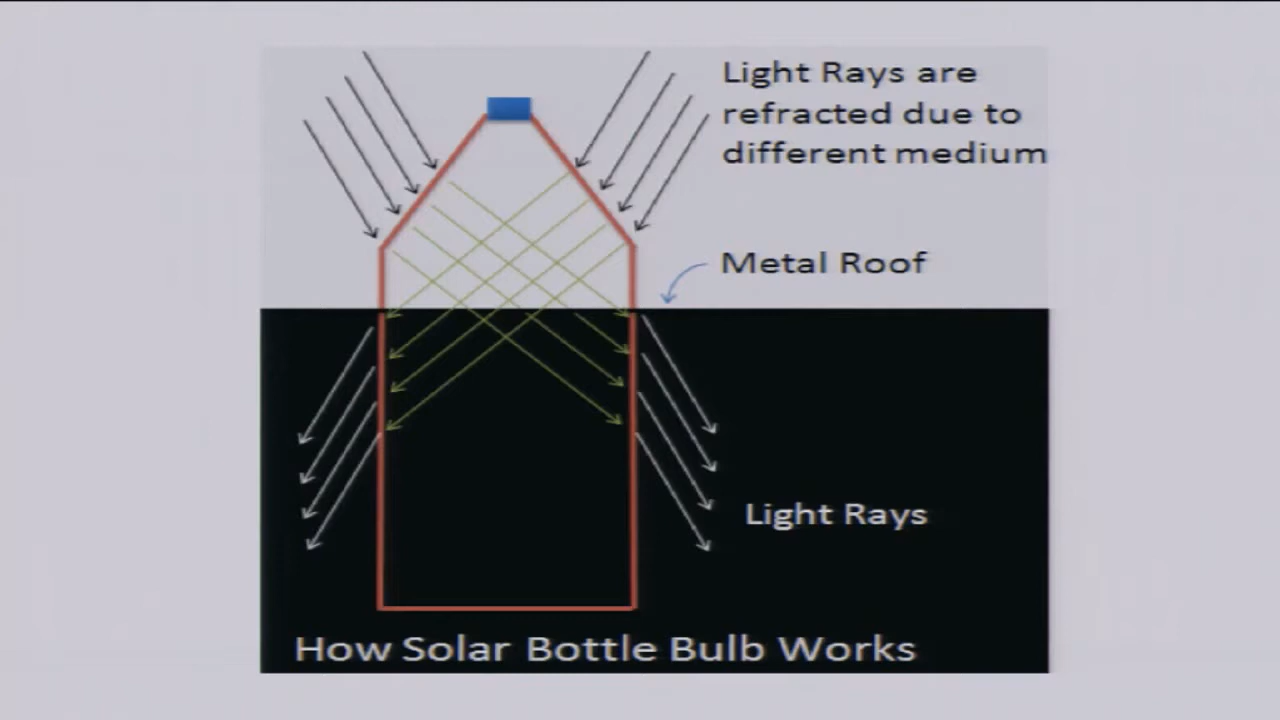 Light Rays are
refracted due to
different medium
Metal Roof
Light Rays
How Solar Bottle Bulb Works